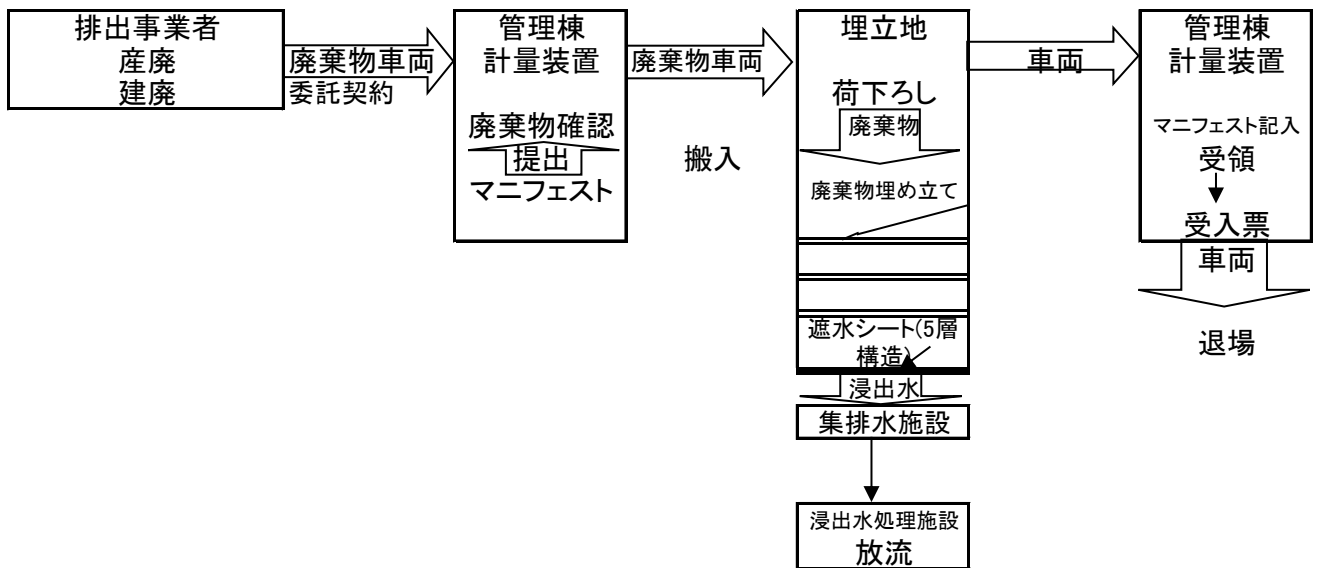 排出事業者
産廃
建廃
廃棄物車両
委託契約
管理棟
計量装置
廃棄物確認
提出
マニフェスト
廃棄物車両
搬入
埋立地
荷下ろし
廃棄物
廃棄物埋め立て
遮水シート(5層
構造)
浸出水
集排水施設
浸出水処理施設
放流
車両
管理棟
計量装置
マニフェスト記入
受領
受入票
車両
退場